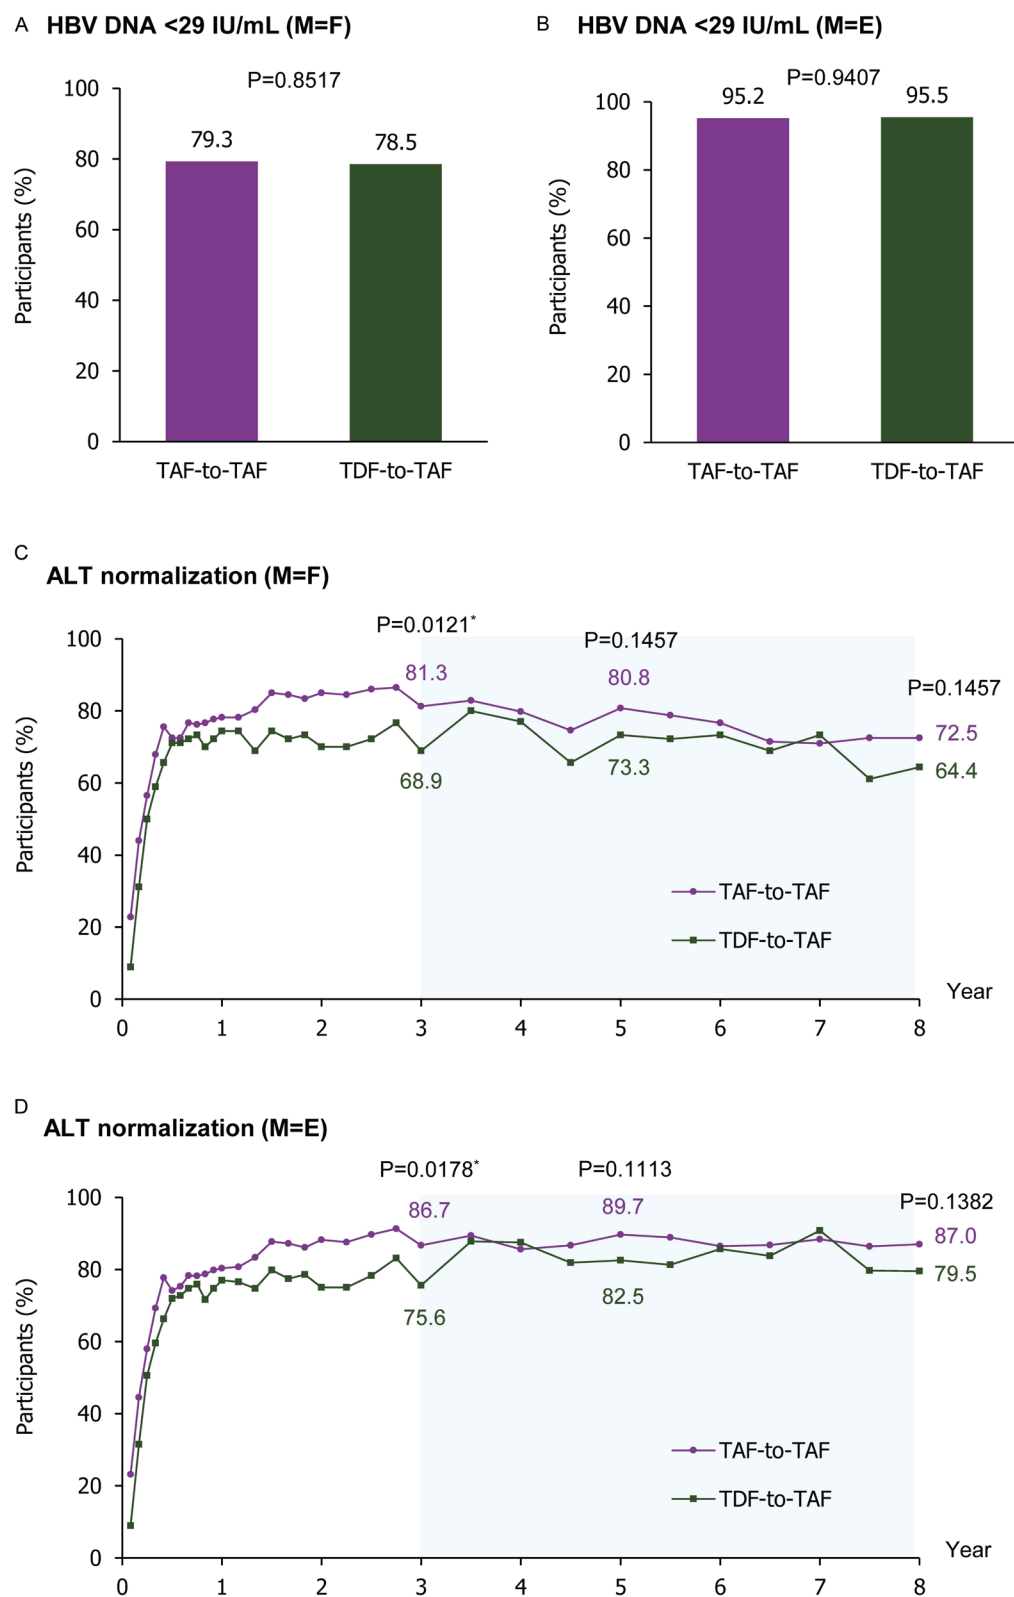 A HBV DNA <29 IU/mL (M=F)
P=0.8517
100
80
60
40
20
0
Participants (%)
79.3
78.5
TAF-to-TAF
TDF-to-TAF
B HBV DNA <29 IU/mL (M=E)
P=0.9407
100
80
60
40
20
0
Participants (%)
95.2
95.5
TAF-to-TAF
TDF-to-TAF
C
ALT normalization (M=F)
P=0.0121*
P=0.1457
P=0.1457
100
80
60
40
20
0
Participants (%)
81.3
80.8
72.5
68.9
73.3
64.4
TAF-to-TAF
TDF-to-TAF
Year
0 1 2 3 4 5 6 7 8
D
ALT normalization (M=E)
P=0.0178*
P=0.1113
P=0.1382
100
80
60
40
20
0
Participants (%)
86.7
89.7
87.0
75.6
82.5
79.5
TAF-to-TAF
TDF-to-TAF
Year
0 1 2 3 4 5 6 7 8